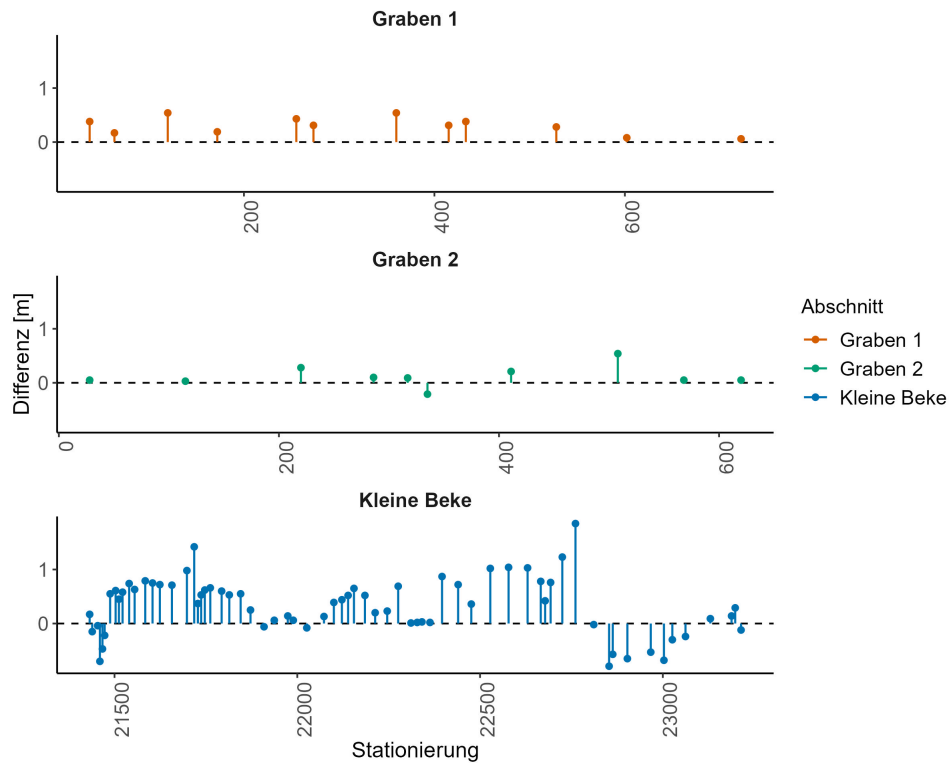 Graben 1
1
0
200
400
600
Graben 2
1
0
0
200
400
600
Kleine Beke
1
0
21500
22000
22500
23000
Stationierung
Differenz [m]
Abschnitt
Graben 1
Graben 2
Kleine Beke